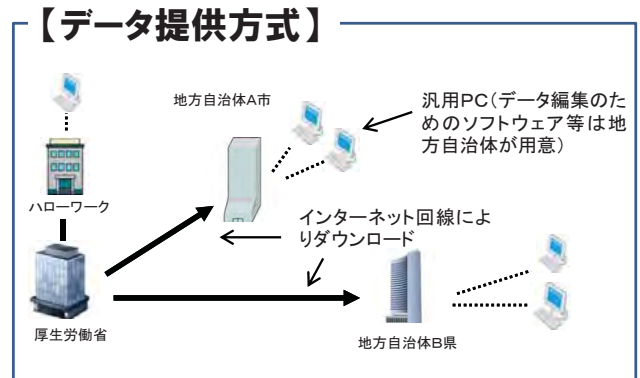 【データ提供方式】
地方自治体A市
汎用PC(データ編集のた
めのソフトウェア等は地
方自治体が用意)
ハローワーク
インターネット回線によ
りダウンロード
厚生労働省
地方自治体B県